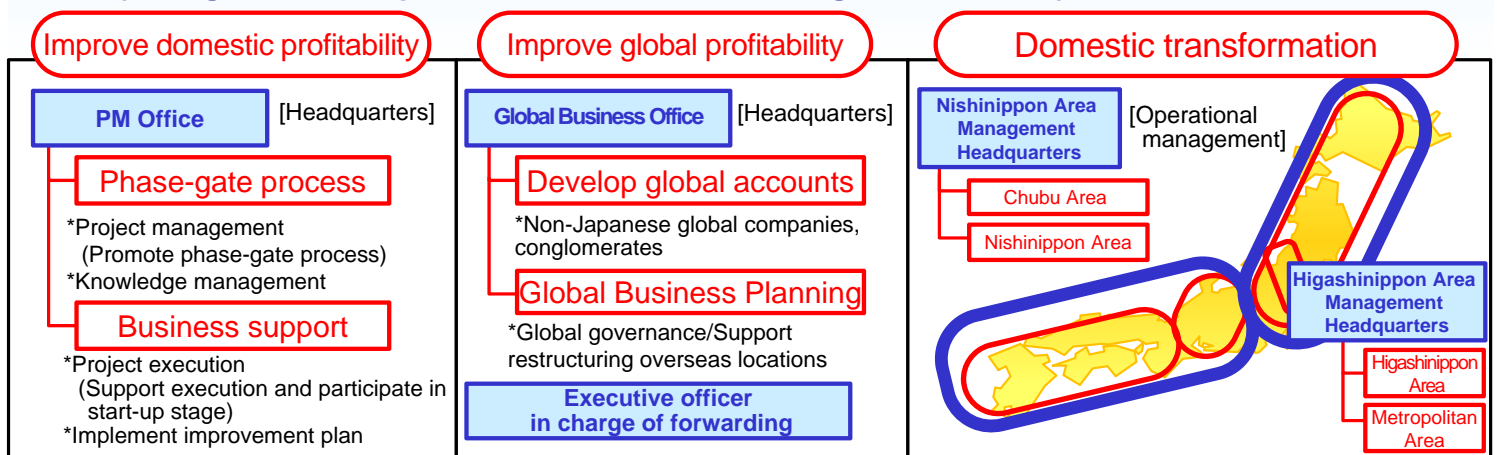 Improve domestic profitability
PM Office
[Headquarters]
Phase-gate process
*Project management
(Promote phase-gate process)
*Knowledge management
Business support
*Project execution
(Support execution and participate in
start-up stage)
*Implement improvement plan
Improve global profitability
Global Business Office
[Headquarters]
Develop global accounts
*Non-Japanese global companies,
conglomerates
Global Business Planning
*Global governance/Support
restructuring overseas locations
Executive officer
in charge of forwarding
Domestic transformation
Nishinippon Area
Management
Headquarters
[Operational
management]
Chubu Area
Nishinippon Area
Higashinippon Area
Management
Headquarters
Higashinippon
Area
Metropolitan
Area